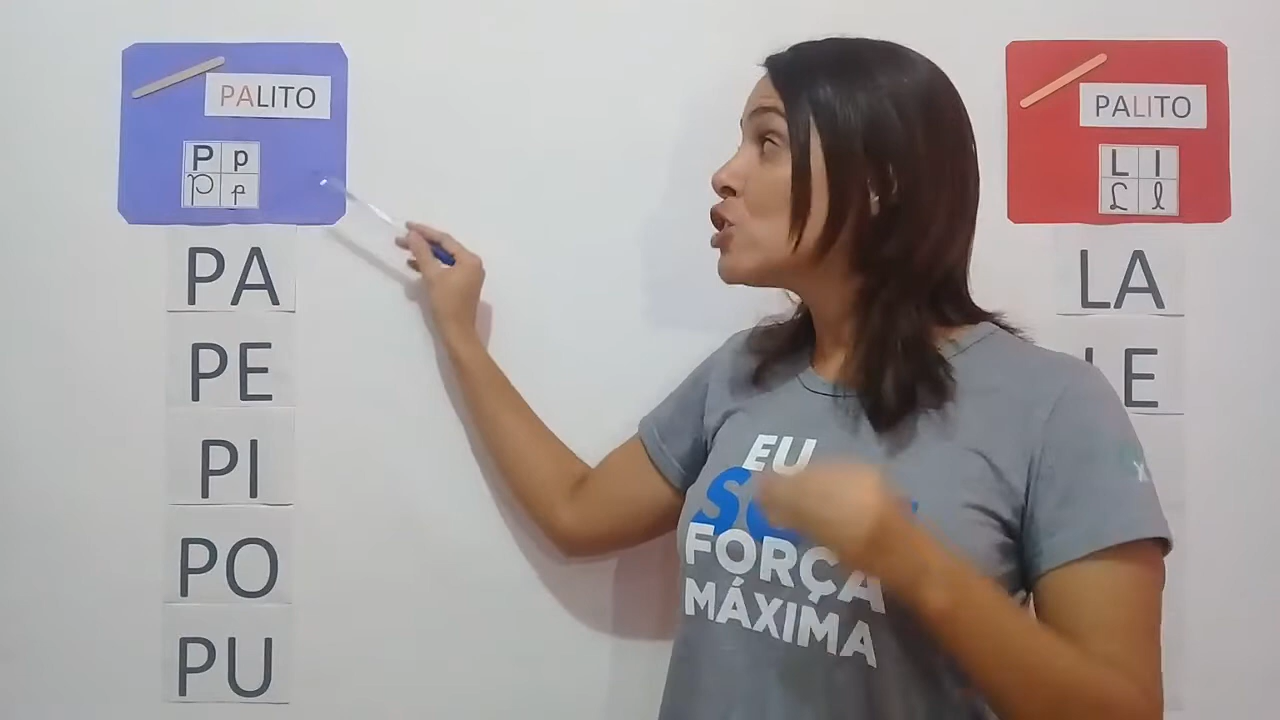 PALITO
P p
P p
PA
PE
PI
PO
PU
EU
FORÇA
MÁXIMA
PALITO
L l
L l
LA